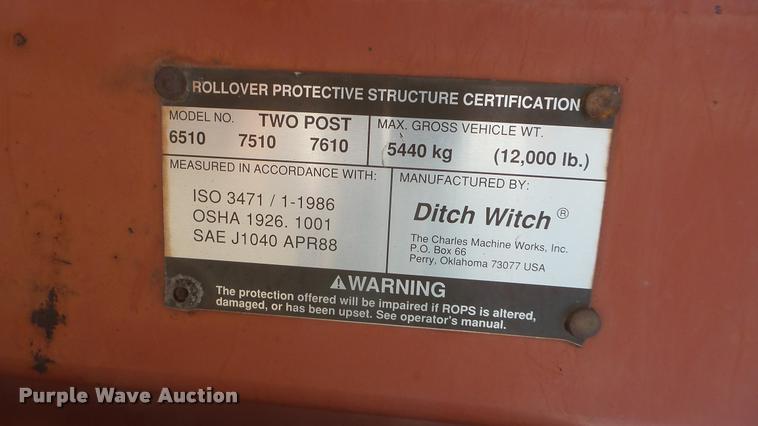 ROLLOVER PROTECTIVE STRUCTURE CERTIFICATION
MODEL NO. TWO POST
6510 7510 7610
MAX. GROSS VEHICLE WT.
5440 kg (12,000 lb.)
MEASURED IN ACCORDANCE WITH:
ISO 3471 / 1-1986
OSHA 1926. 1001
SAE J1040 APR88
MANUFACTURED BY:
Ditch Witch ®
The Charles Machine Works, Inc.
P.O. Box 66
Perry, Oklahoma 73077 USA
⚠WARNING
The protection offered will be impaired if ROPS is altered,
damaged, or has been upset. See operator's manual.
Purple Wave Auction